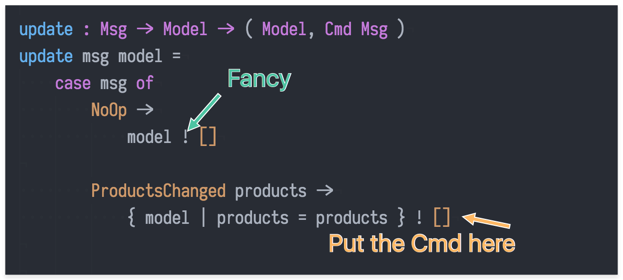 update : Msg → Model → ( Model, Cmd Msg )
update msg model =
case msg of
Fancy
NoOp →
model ! []
ProductsChanged products →
{ model | products = products } ! []
Put the Cmd here